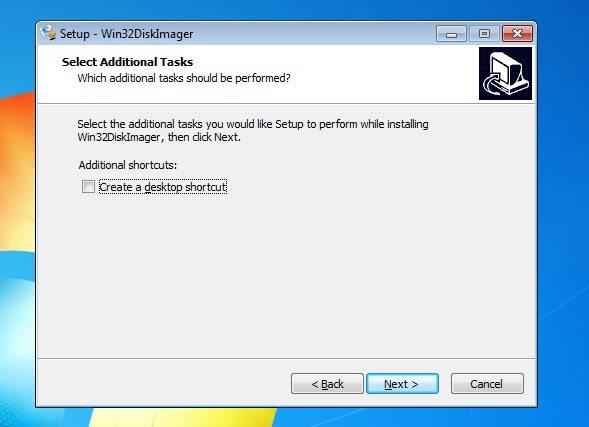 Setup - Win32DiskImager
Select Additional Tasks
Which additional tasks should be performed?
Select the additional tasks you would like Setup to perform while installing
Win32DiskImager, then click Next.
Additional shortcuts:
Create a desktop shortcut
< Back
Next >
Cancel